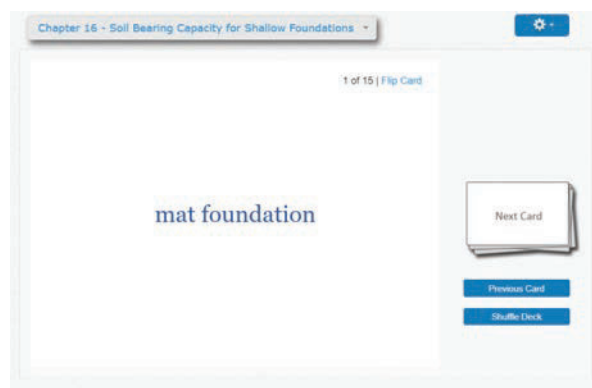 Chapter 16 - Soil Bearing Capacity for Shallow Foundations
1 of 15 | Flip Card
mat foundation
Next Card
Previous Card
Shuffle Deck